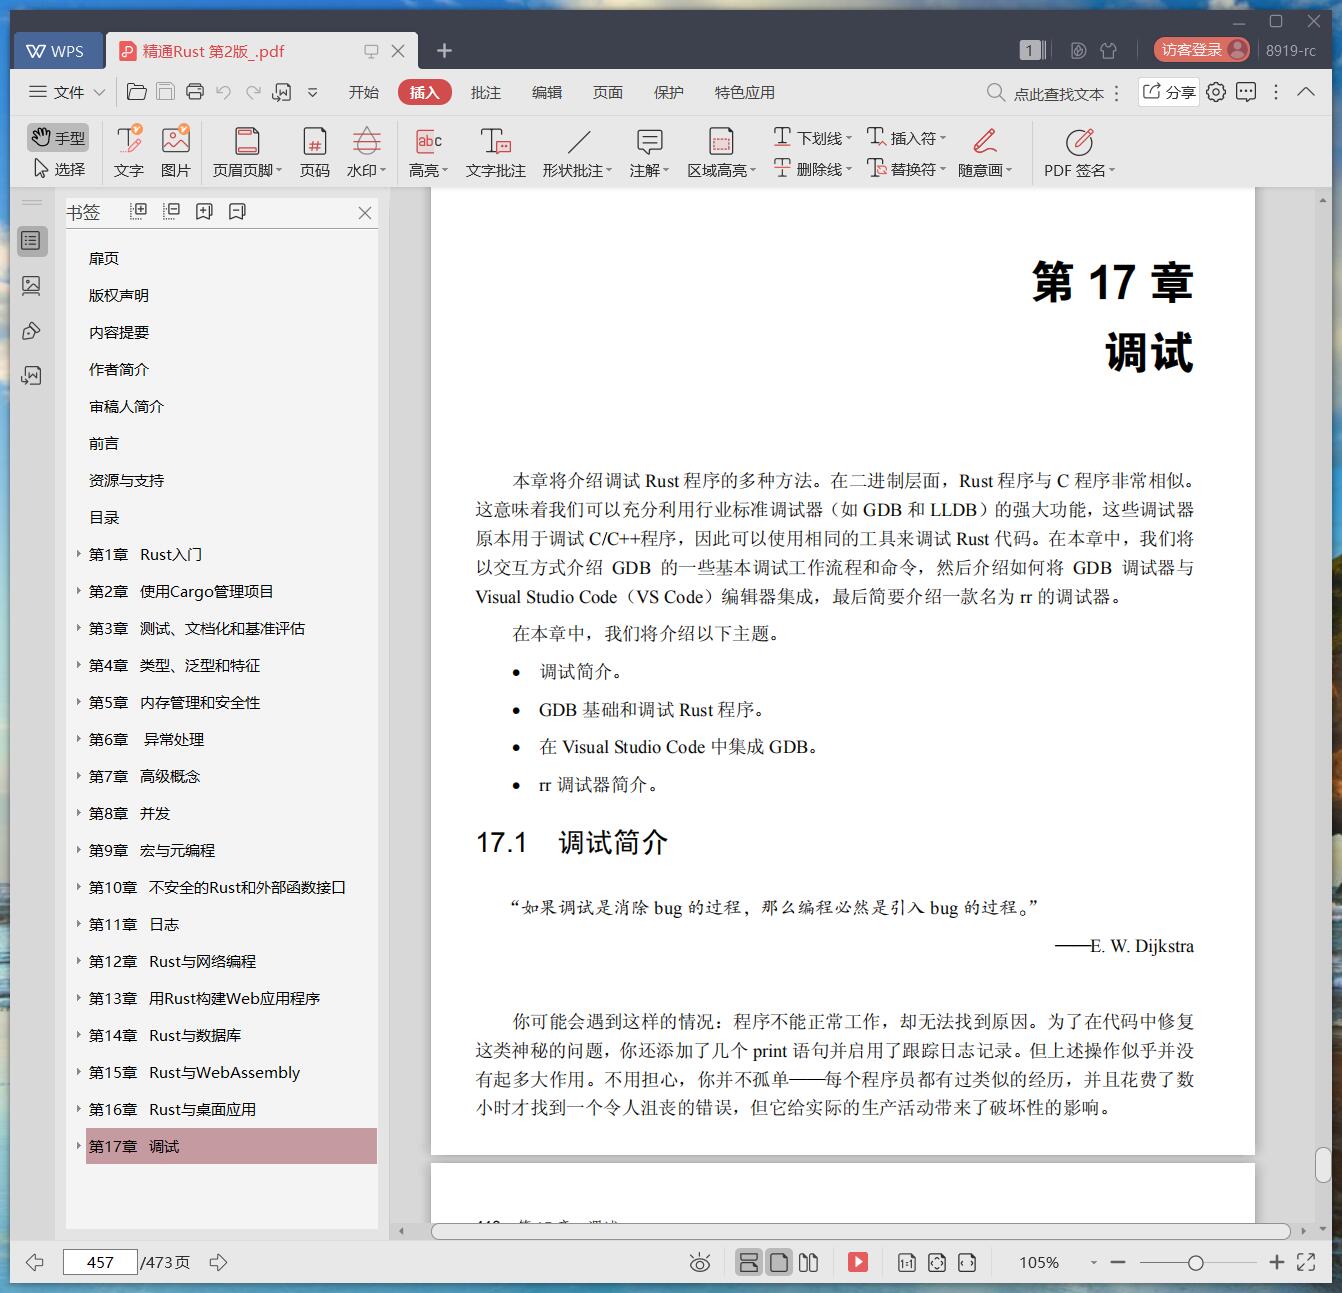 WPS
精通Rust 第2版_.pdf
1
访客登录
8919-rc
文件
开始
插入
批注
编辑
页面
保护
特色应用
点此查找文本
分享
手型
选择
文字
图片
页眉页脚
页码
水印
高亮
文字批注
形状批注
注解
区域高亮
下划线
删除线
插入符
替换符
随意画
PDF 签名
书签
扉页
版权声明
内容提要
作者简介
审稿人简介
前言
资源与支持
目录
第1章 Rust入门
第2章 使用Cargo管理项目
第3章 测试、文档化和基准评估
第4章 类型、泛型和特征
第5章 内存管理和安全性
第6章 异常处理
第7章 高级概念
第8章 并发
第9章 宏与元编程
第10章 不安全的Rust和外部函数接口
第11章 日志
第12章 Rust与网络编程
第13章 用Rust构建Web应用程序
第14章 Rust与数据库
第15章 Rust与WebAssembly
第16章 Rust与桌面应用
第17章 调试
第 17 章
调试
本章将介绍调试 Rust 程序的多种方法。在二进制层面，Rust 程序与 C 程序非常相似。
这意味着我们可以充分利用行业标准调试器（如 GDB 和 LLDB）的强大功能，这些调试器
原本用于调试 C/C++程序，因此可以使用相同的工具来调试 Rust 代码。在本章中，我们将
以交互方式介绍 GDB 的一些基本调试工作流程和命令，然后介绍如何将 GDB 调试器与
Visual Studio Code（VS Code）编辑器集成，最后简要介绍一款名为 rr 的调试器。
在本章中，我们将介绍以下主题。
● 调试简介。
● GDB 基础和调试 Rust 程序。
● 在 Visual Studio Code 中集成 GDB。
● rr 调试器简介。
17.1 调试简介
“如果调试是消除 bug 的过程，那么编程必然是引入 bug 的过程。”
——E. W. Dijkstra
你可能会遇到这样的情况：程序不能正常工作，却无法找到原因。为了在代码中修复
这类神秘的问题，你还添加了几个 print 语句并启用了跟踪日志记录。但上述操作似乎并没
有起多大作用。不用担心，你并不孤单——每个程序员都有过类似的经历，并且花费了数
小时才找到一个令人沮丧的错误，但它给实际的生产活动带来了破坏性的影响。
457
/473页
105%